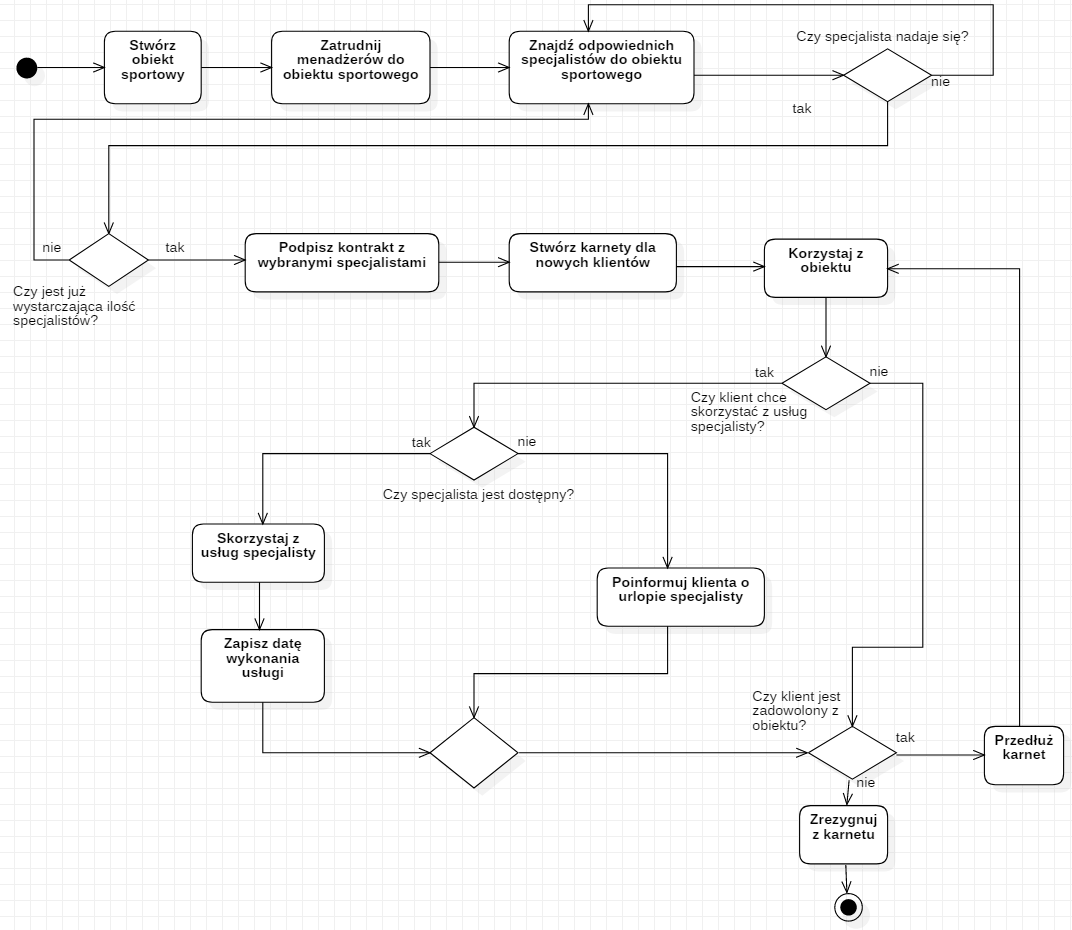 Stwórz
obiekt
sportowy
Zatrudnij
menadżerów do
obiektu sportowego
Znajdź odpowiednich
specjalistów do obiektu
sportowego
Czy specjalista nadaje się?
nie
tak
nie
tak
Czy jest już
wystarczająca ilość
specjalistów?
Podpisz kontrakt z
wybranymi specjalistami
Stwórz karnety dla
nowych klientów
Korzystaj z
obiektu
tak
nie
Czy klient chce
skorzystać z usług
specjalisty?
tak
nie
Czy specjalista jest dostępny?
Skorzystaj z
usług specjalisty
Poinformuj klienta o
urlopie specjalisty
Zapisz datę
wykonania
usługi
Czy klient jest
zadowolony z
obiektu?
tak
nie
Przedłuż
karnet
Zrezygnuj
z karnetu